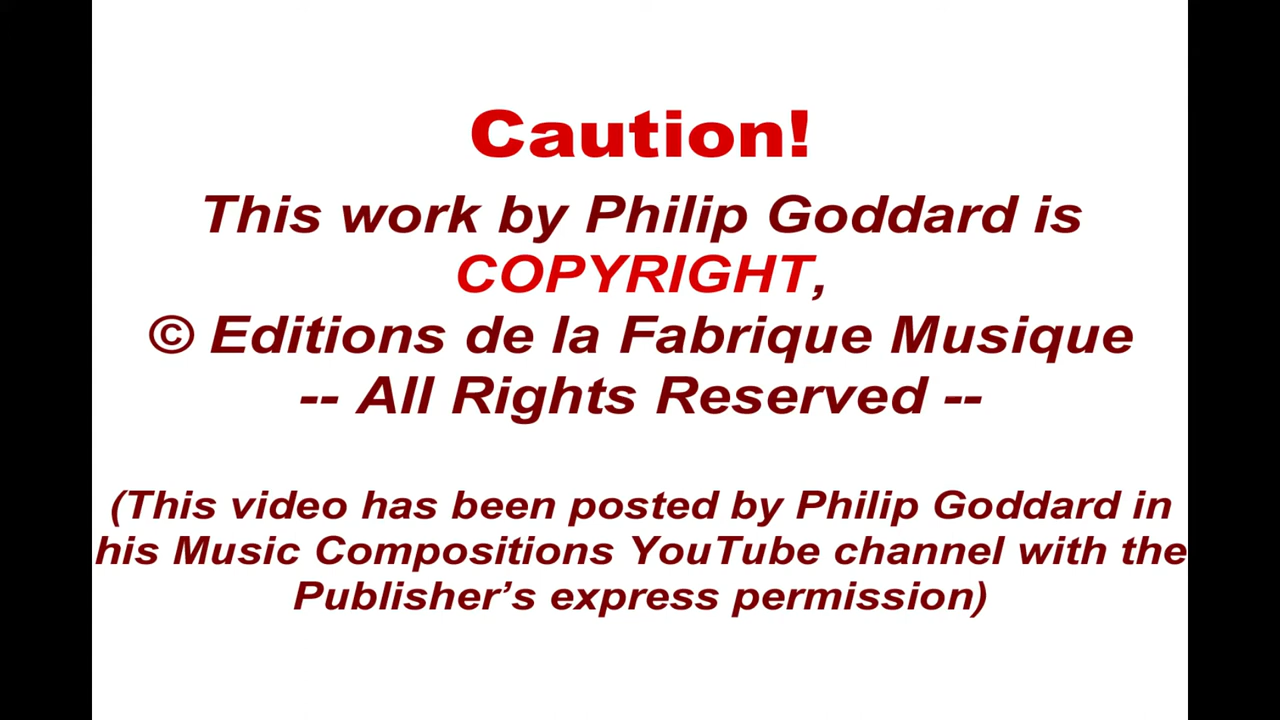 Caution!
This work by Philip Goddard is
COPYRIGHT,
© Editions de la Fabrique Musique
-- All Rights Reserved --
(This video has been posted by Philip Goddard in
his Music Compositions YouTube channel with the
Publisher’s express permission)